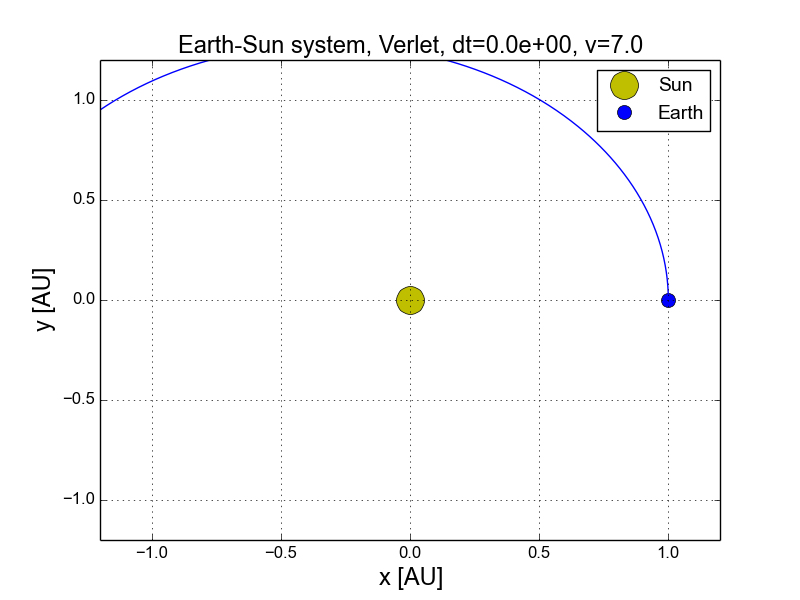 Earth-Sun system, Verlet, dt=0.0e+00, v=7.0
Sun
Earth
1.0
0.5
0.0
−0.5
−1.0
y [AU]
−1.0 −0.5 0.0 0.5 1.0
x [AU]